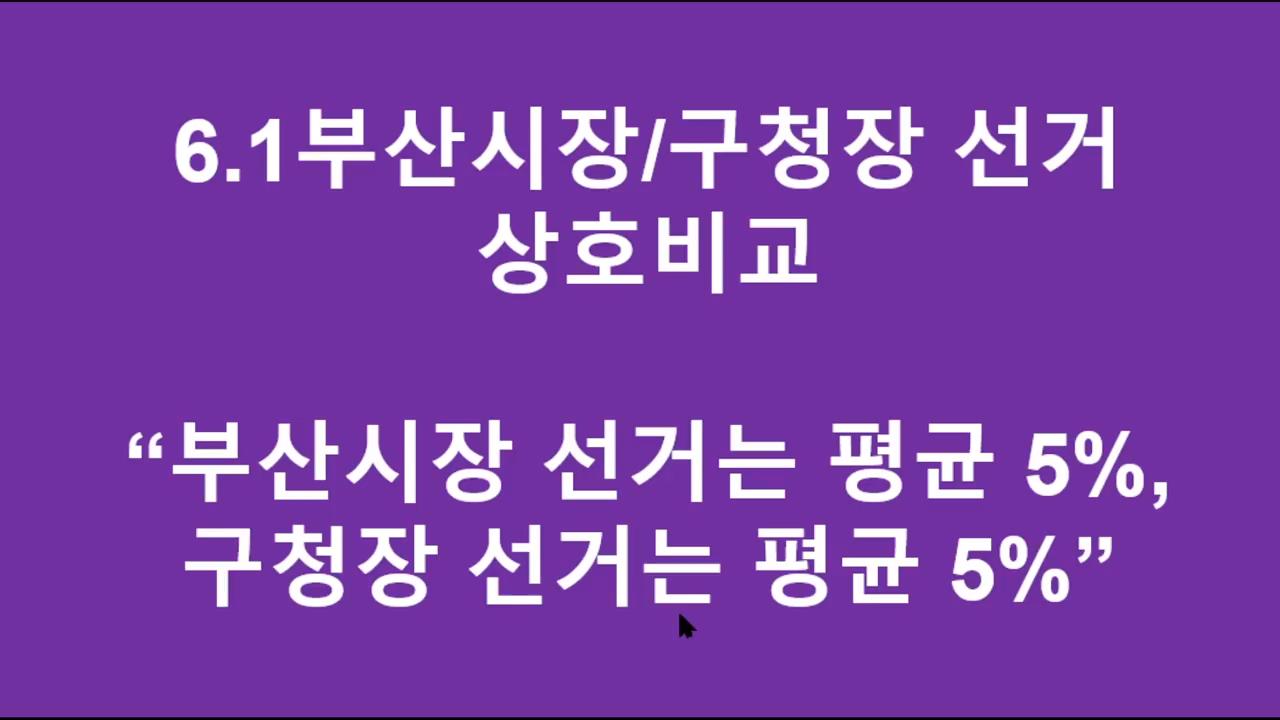 6.1부산시장/구청장 선거
상호비교
“부산시장 선거는 평균 5%,
구청장 선거는 평균 5%”